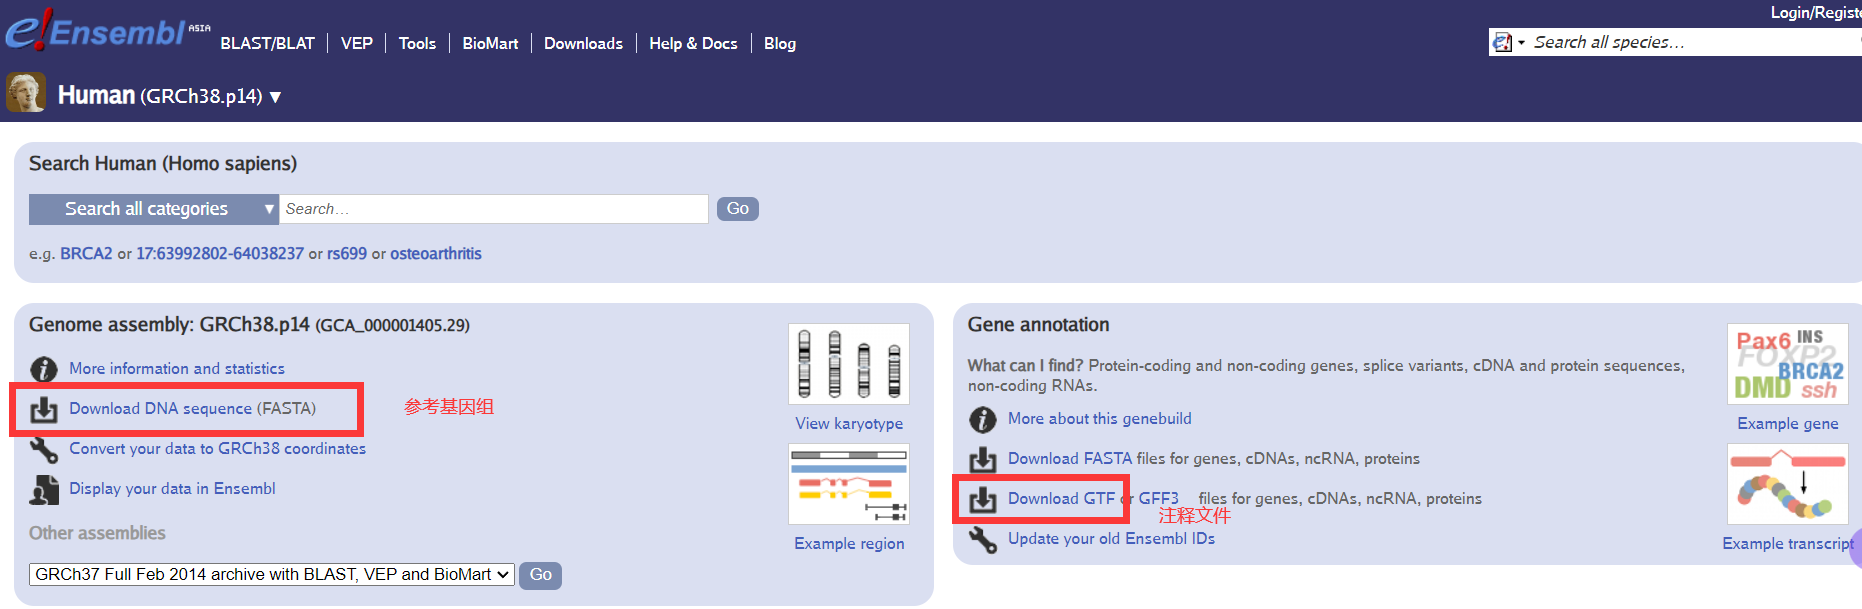 Login/Registe
e!Ensembl ASIA
BLAST/BLAT | VEP | Tools | BioMart | Downloads | Help & Docs | Blog
Search all species...
Human (GRCh38.p14) ▼
Search Human (Homo sapiens)
Search all categories ▼
Search...
Go
e.g. BRCA2 or 17:63992802-64038237 or rs699 or osteoarthritis
Genome assembly: GRCh38.p14 (GCA_000001405.29)
More information and statistics
Download DNA sequence (FASTA)
参考基因组
Convert your data to GRCh38 coordinates
Display your data in Ensembl
Other assemblies
GRCh37 Full Feb 2014 archive with BLAST, VEP and BioMart
Go
View karyotype
Example region
Gene annotation
What can I find? Protein-coding and non-coding genes, splice variants, cDNA and protein sequences,
non-coding RNAs.
More about this genebuild
Download FASTA files for genes, cDNAs, ncRNA, proteins
Download GTF or GFF3 files for genes, cDNAs, ncRNA, proteins
注释文件
Update your old Ensembl IDs
Pax6 INS
FOXP2
BRCA2
DMD ssh
Example gene
Example transcript